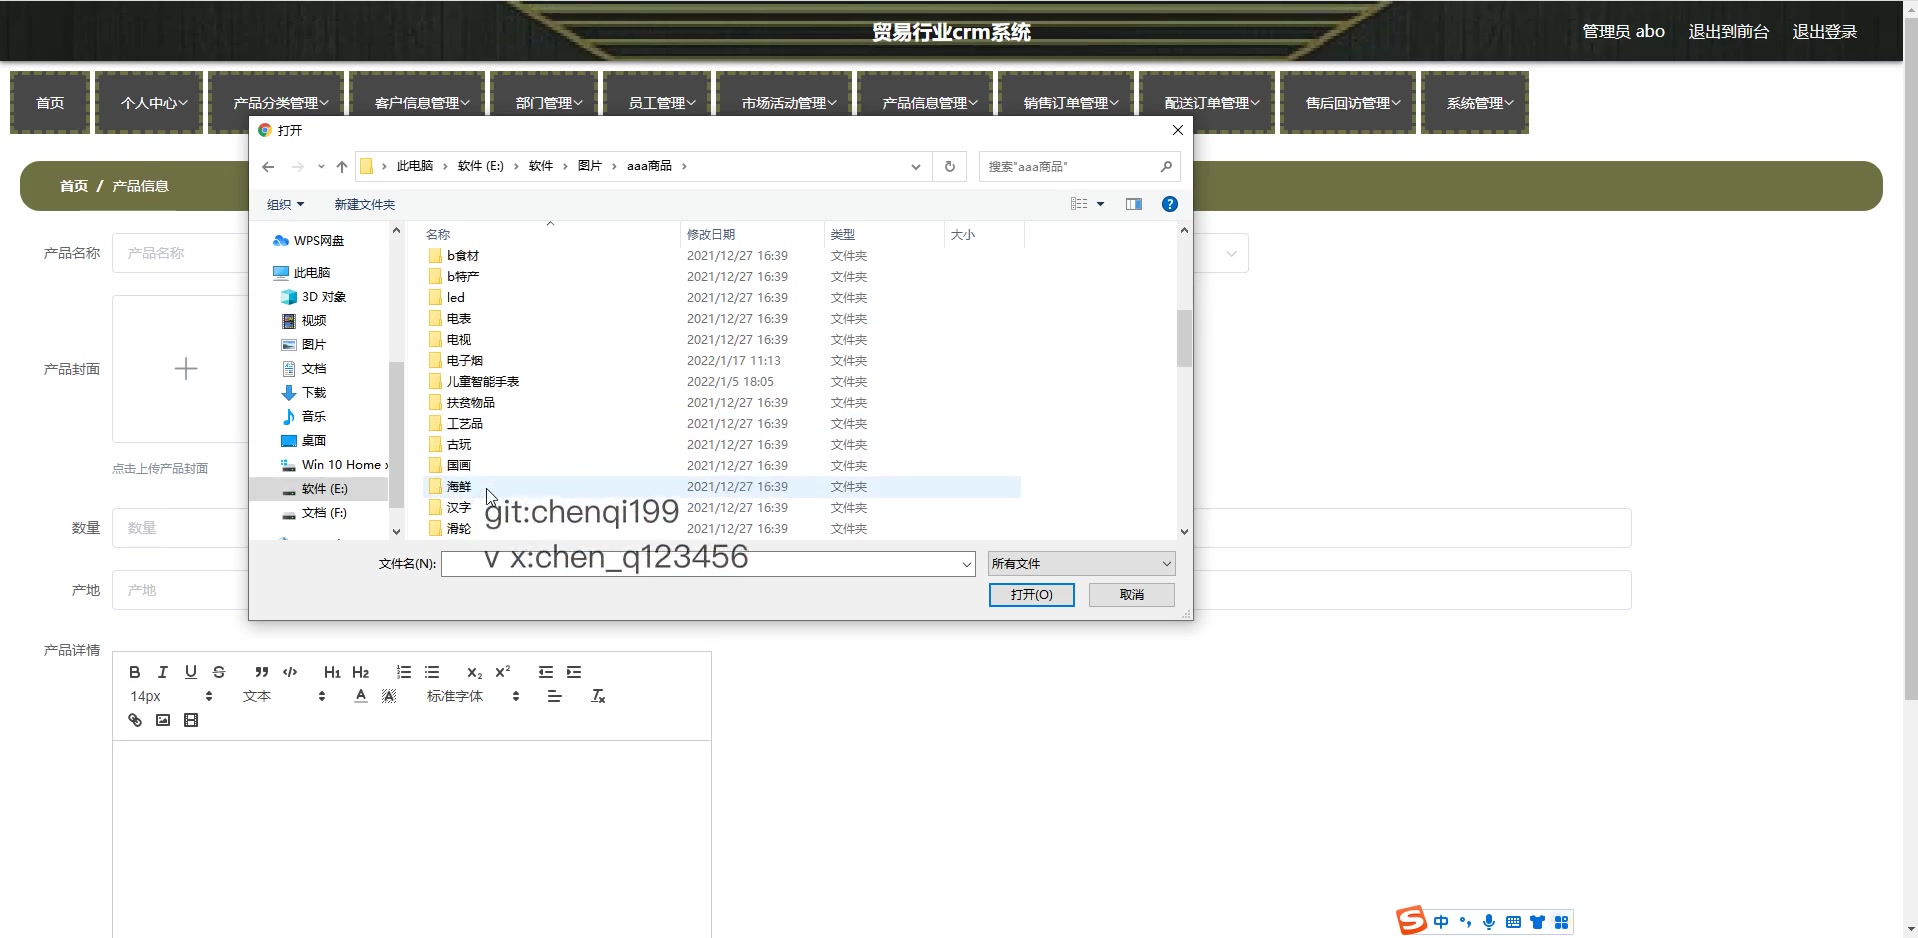 贸易行业crm系统
管理员 abo 退出到前台 退出登录
首页 个人中心 产品分类管理 客户信息管理 部门管理 员工管理 市场活动管理 产品信息管理 销售订单管理 配送订单管理 售后回访管理 系统管理
打开
此电脑 › 软件 (E:) › 软件 › 图片 › aaa商品 ›
搜索"aaa商品"
首页 / 产品信息
组织 新建文件夹
WPS网盘
此电脑
3D 对象
视频
图片
文档
下载
音乐
桌面
Win 10 Home
软件 (E:)
文档 (F:)
名称 修改日期 类型 大小
b食材 2021/12/27 16:39 文件夹
b特产 2021/12/27 16:39 文件夹
led 2021/12/27 16:39 文件夹
电表 2021/12/27 16:39 文件夹
电视 2021/12/27 16:39 文件夹
电子烟 2022/1/17 11:13 文件夹
儿童智能手表 2022/1/5 18:05 文件夹
扶贫物品 2021/12/27 16:39 文件夹
工艺品 2021/12/27 16:39 文件夹
古玩 2021/12/27 16:39 文件夹
国画 2021/12/27 16:39 文件夹
海鲜 2021/12/27 16:39 文件夹
汉字 2021/12/27 16:39 文件夹
滑轮 2021/12/27 16:39 文件夹
git:chenqi199
v x:chen_q123456
文件名(N):
所有文件
打开(O) 取消
产品名称 产品名称
产品封面
点击上传产品封面
数量 数量
产地 产地
产品详情
B I U S ” </> H1 H2 x₂ x²
14px 文本 A A 标准字体 Tx
S 中